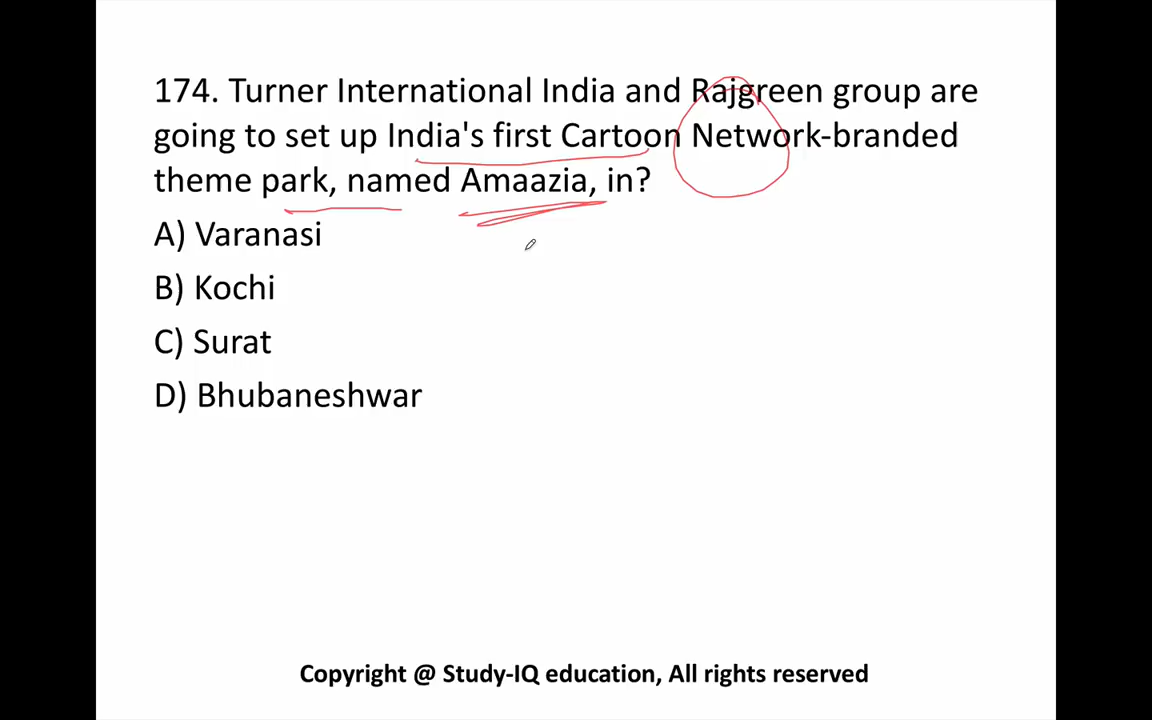 174. Turner International India and Rajgreen group are
going to set up India's first Cartoon Network-branded
theme park, named Amaazia, in?
A) Varanasi
B) Kochi
C) Surat
D) Bhubaneshwar
Copyright @ Study-IQ education, All rights reserved